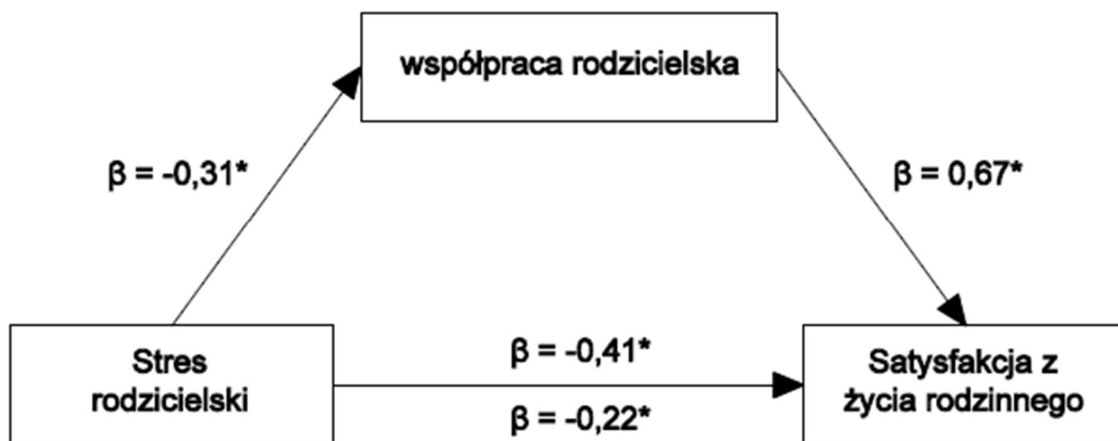 współpraca rodzicielska
β = -0,31*
β = 0,67*
Stres
rodzicielski
β = -0,41*
β = -0,22*
Satysfakcja z
życia rodzinnego